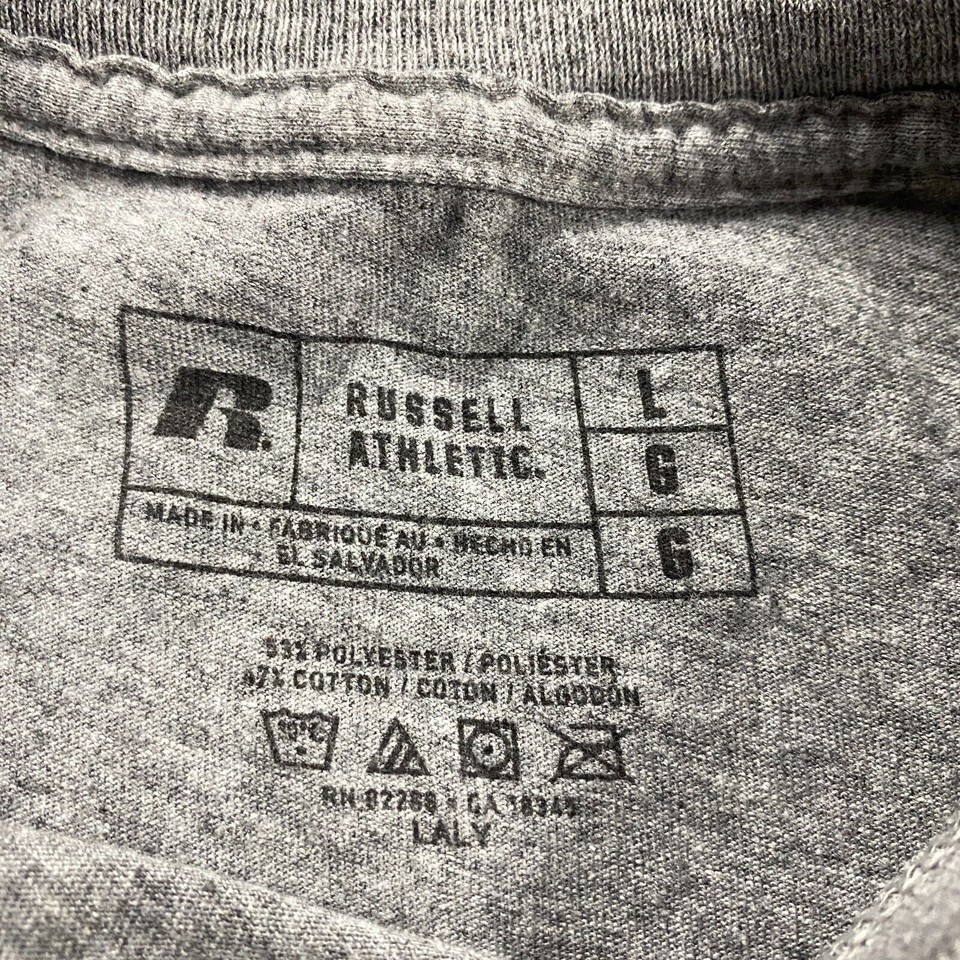 R.
RUSSELL
ATHLETIC.
L
G
G
MADE IN • FABRIQUÉ AU • HECHO EN
EL SALVADOR
53% POLYESTER / POLIÉSTER
47% COTTON / COTON / ALGODÓN
LALY